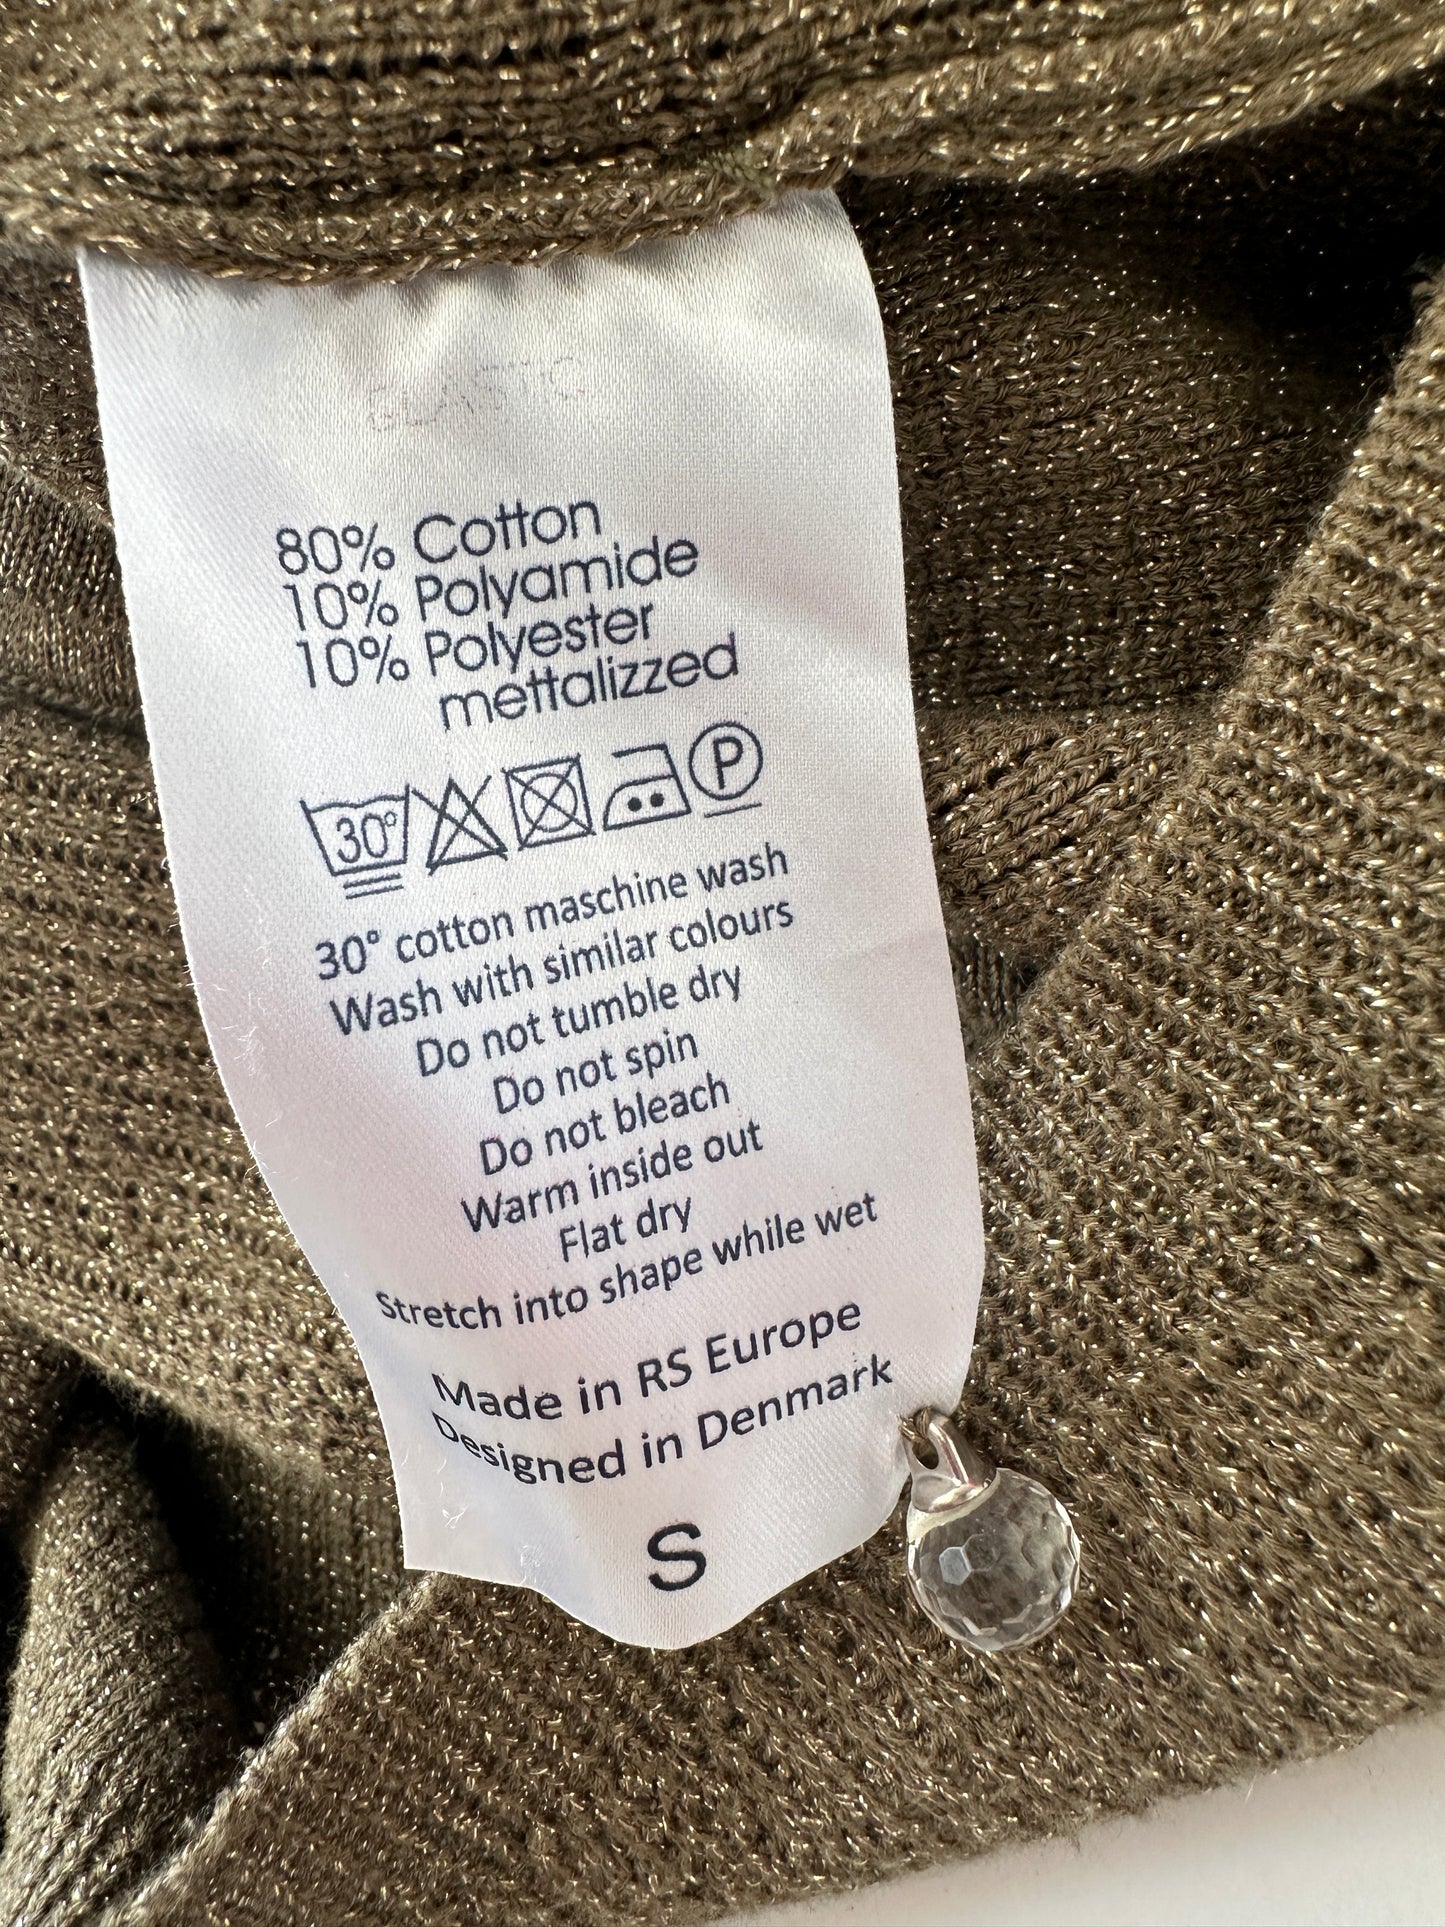 ELASTIC
80% Cotton
10% Polyamide
10% Polyester
mettalizzed
30° P
30° cotton maschine wash
Wash with similar colours
Do not tumble dry
Do not spin
Do not bleach
Warm inside out
Flat dry
Stretch into shape while wet
Made in RS Europe
Designed in Denmark
S